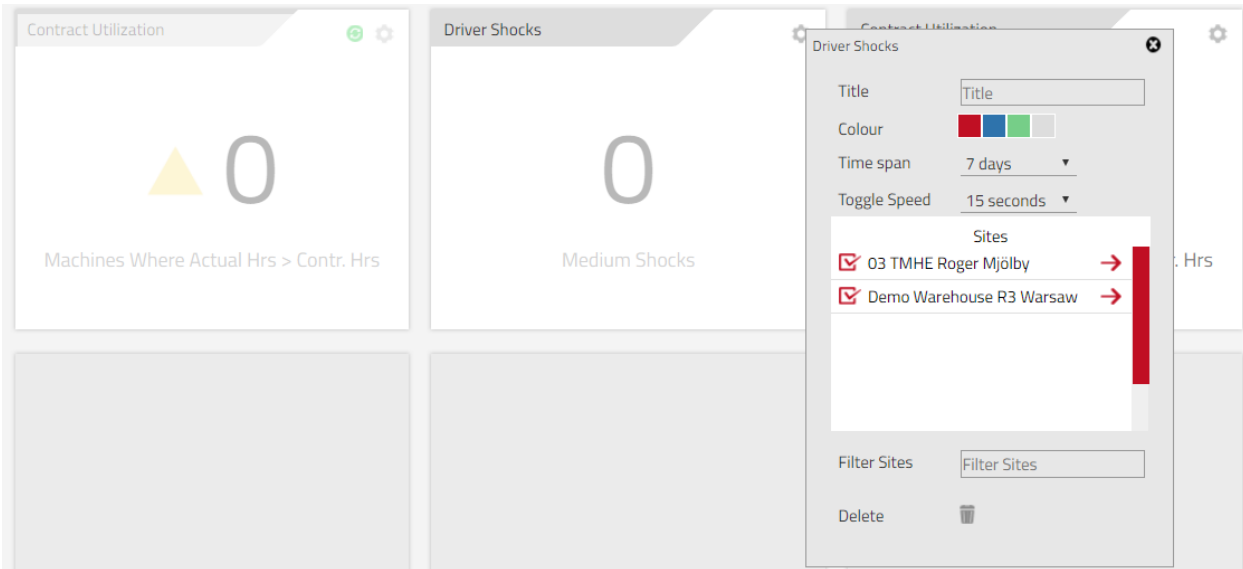 Contract Utilization
0
Machines Where Actual Hrs > Contr. Hrs
Driver Shocks
0
Medium Shocks
. Hrs
Driver Shocks
Title
Title
Colour
Time span
7 days
Toggle Speed
15 seconds
Sites
03 TMHE Roger Mjölby
Demo Warehouse R3 Warsaw
Filter Sites
Filter Sites
Delete